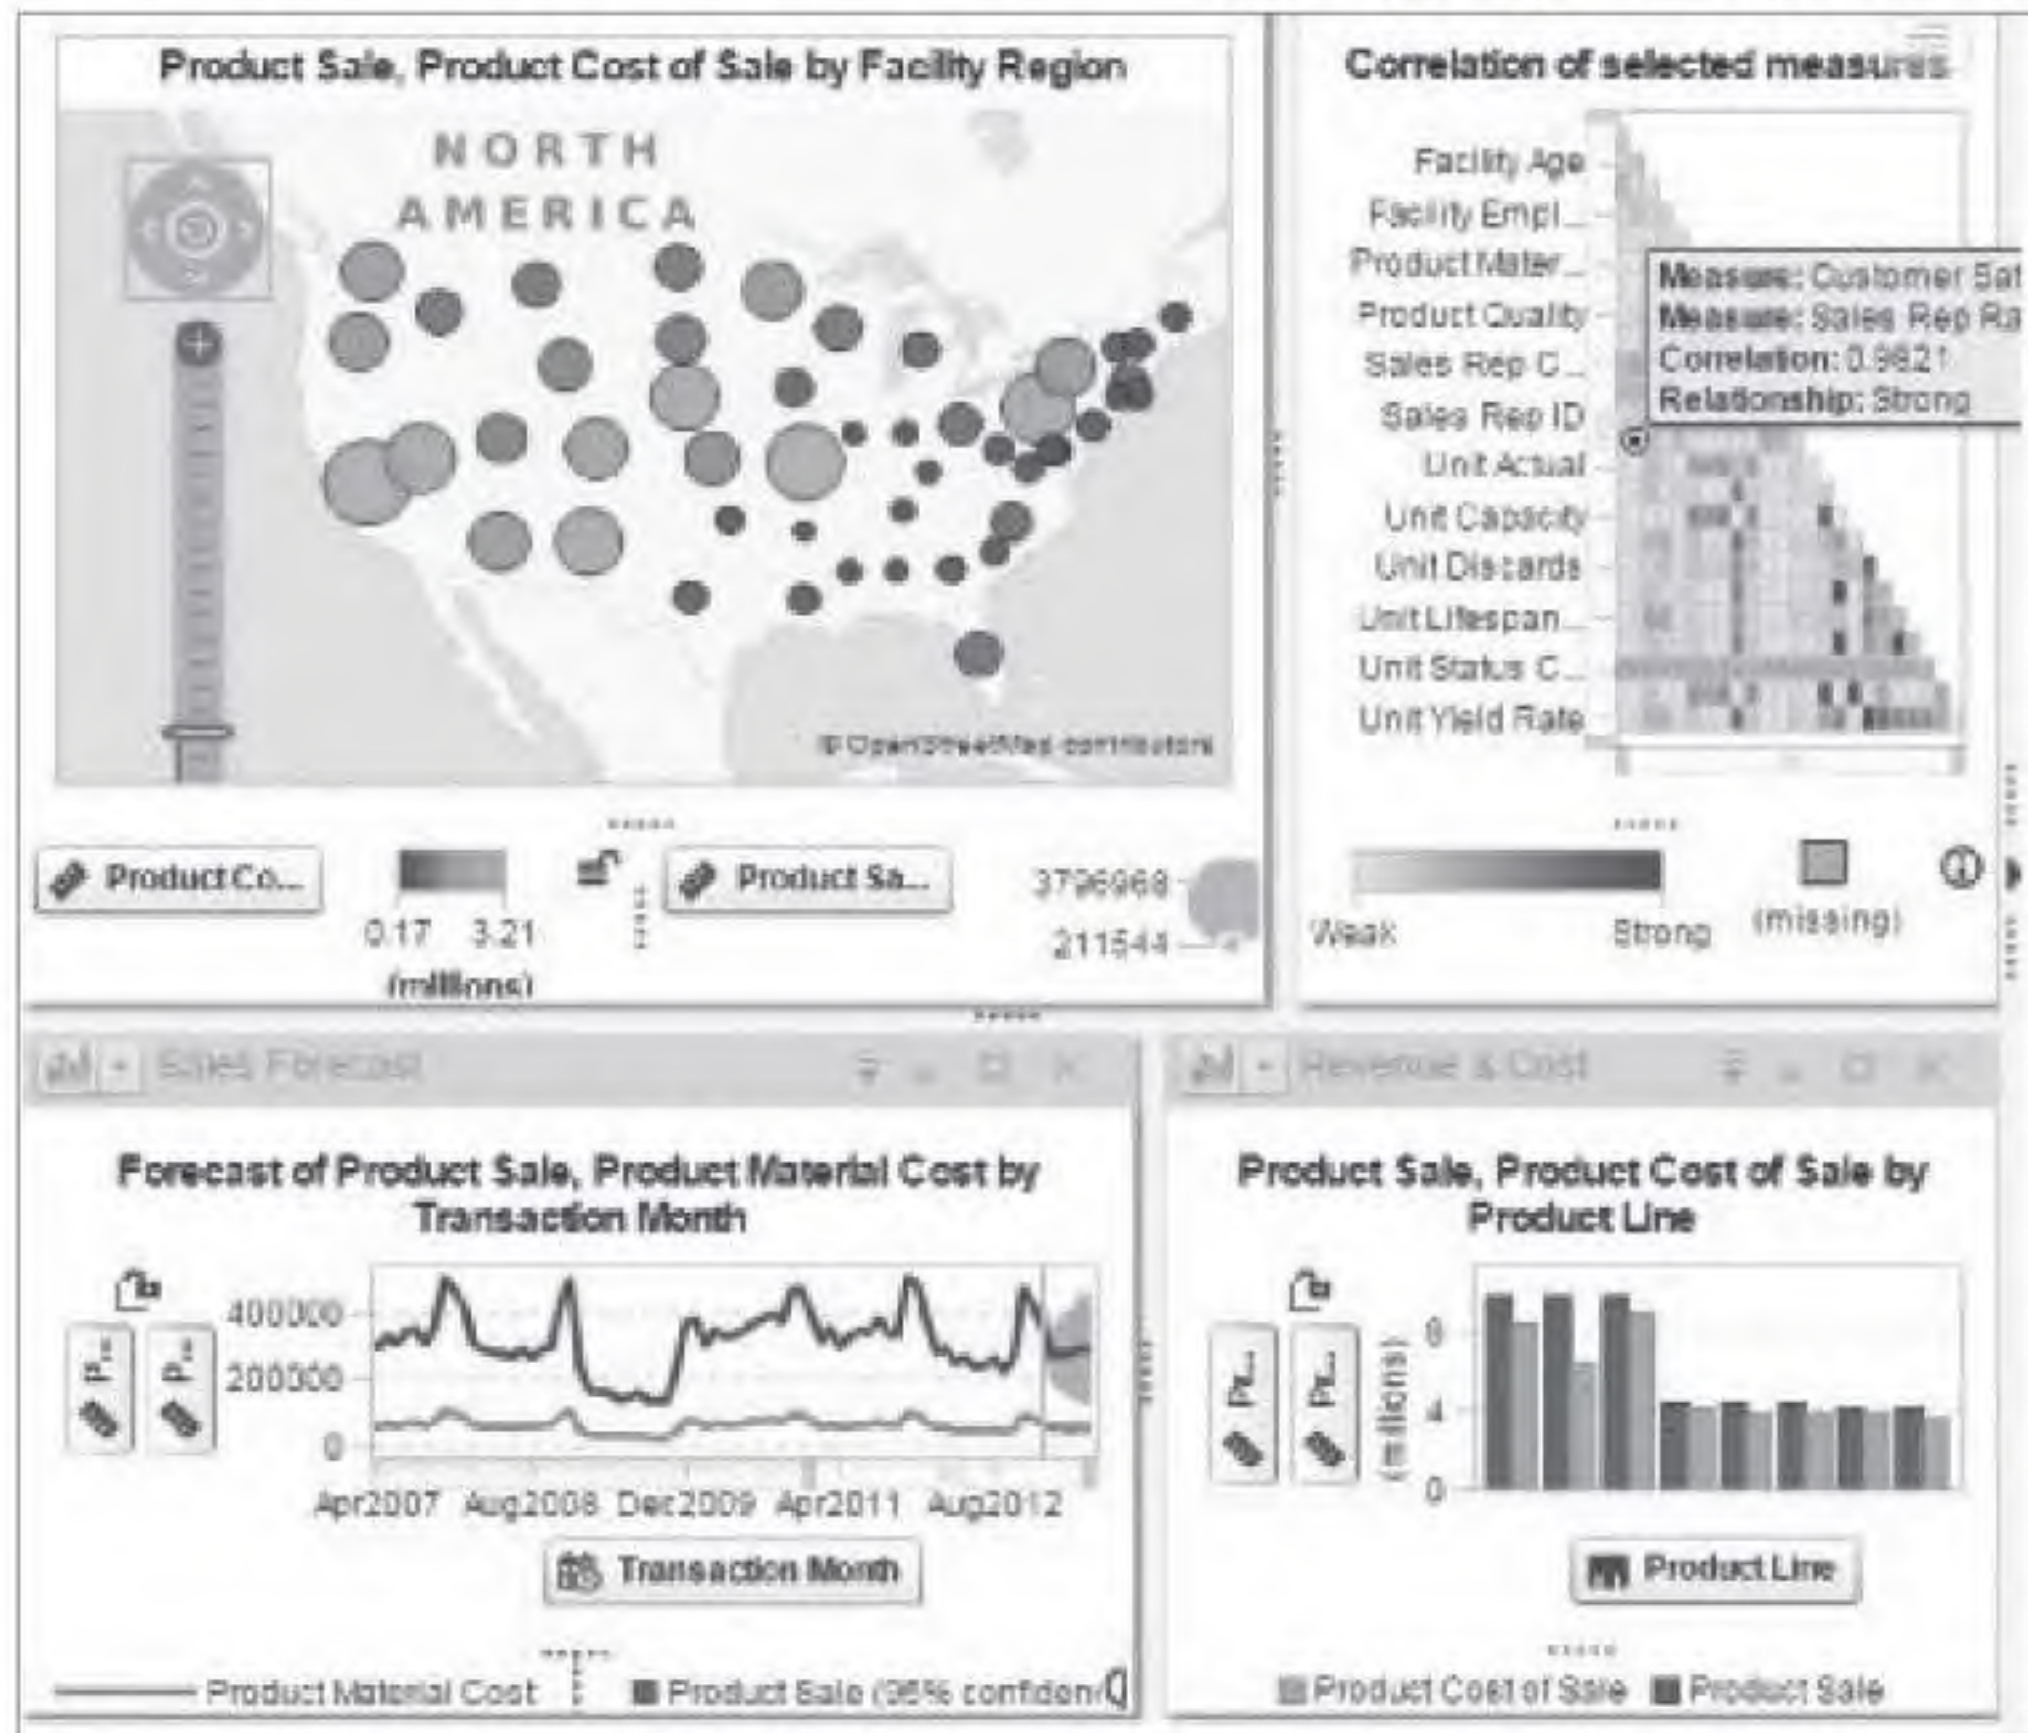 Product Sale, Product Cost of Sale by Facility Region
NORTH
AMERICA
© OpenStreetMap contributors
Product Co...
0.17 3.21
(millions)
Product Sa...
3796968
211544
Correlation of selected measures
Facility Age
Facility Empl...
Product Mater...
Product Quality
Sales Rep C...
Sales Rep ID
Unit Actual
Unit Capacity
Unit Discards
Unit Lifespan...
Unit Status C...
Unit Yield Rate
Measure: Customer Sat
Measure: Sales Rep Ra
Correlation: 0.9821
Relationship: Strong
Weak
Strong
(missing)
Sales Forecast
Forecast of Product Sale, Product Material Cost by
Transaction Month
P...
P...
400000
200000
0
Apr2007 Aug2008 Dec2009 Apr2011 Aug2012
Transaction Month
Product Material Cost
Product Sale (95% confiden
Revenue & Cost
Product Sale, Product Cost of Sale by
Product Line
(millions)
8
4
0
Product Line
Product Cost of Sale
Product Sale